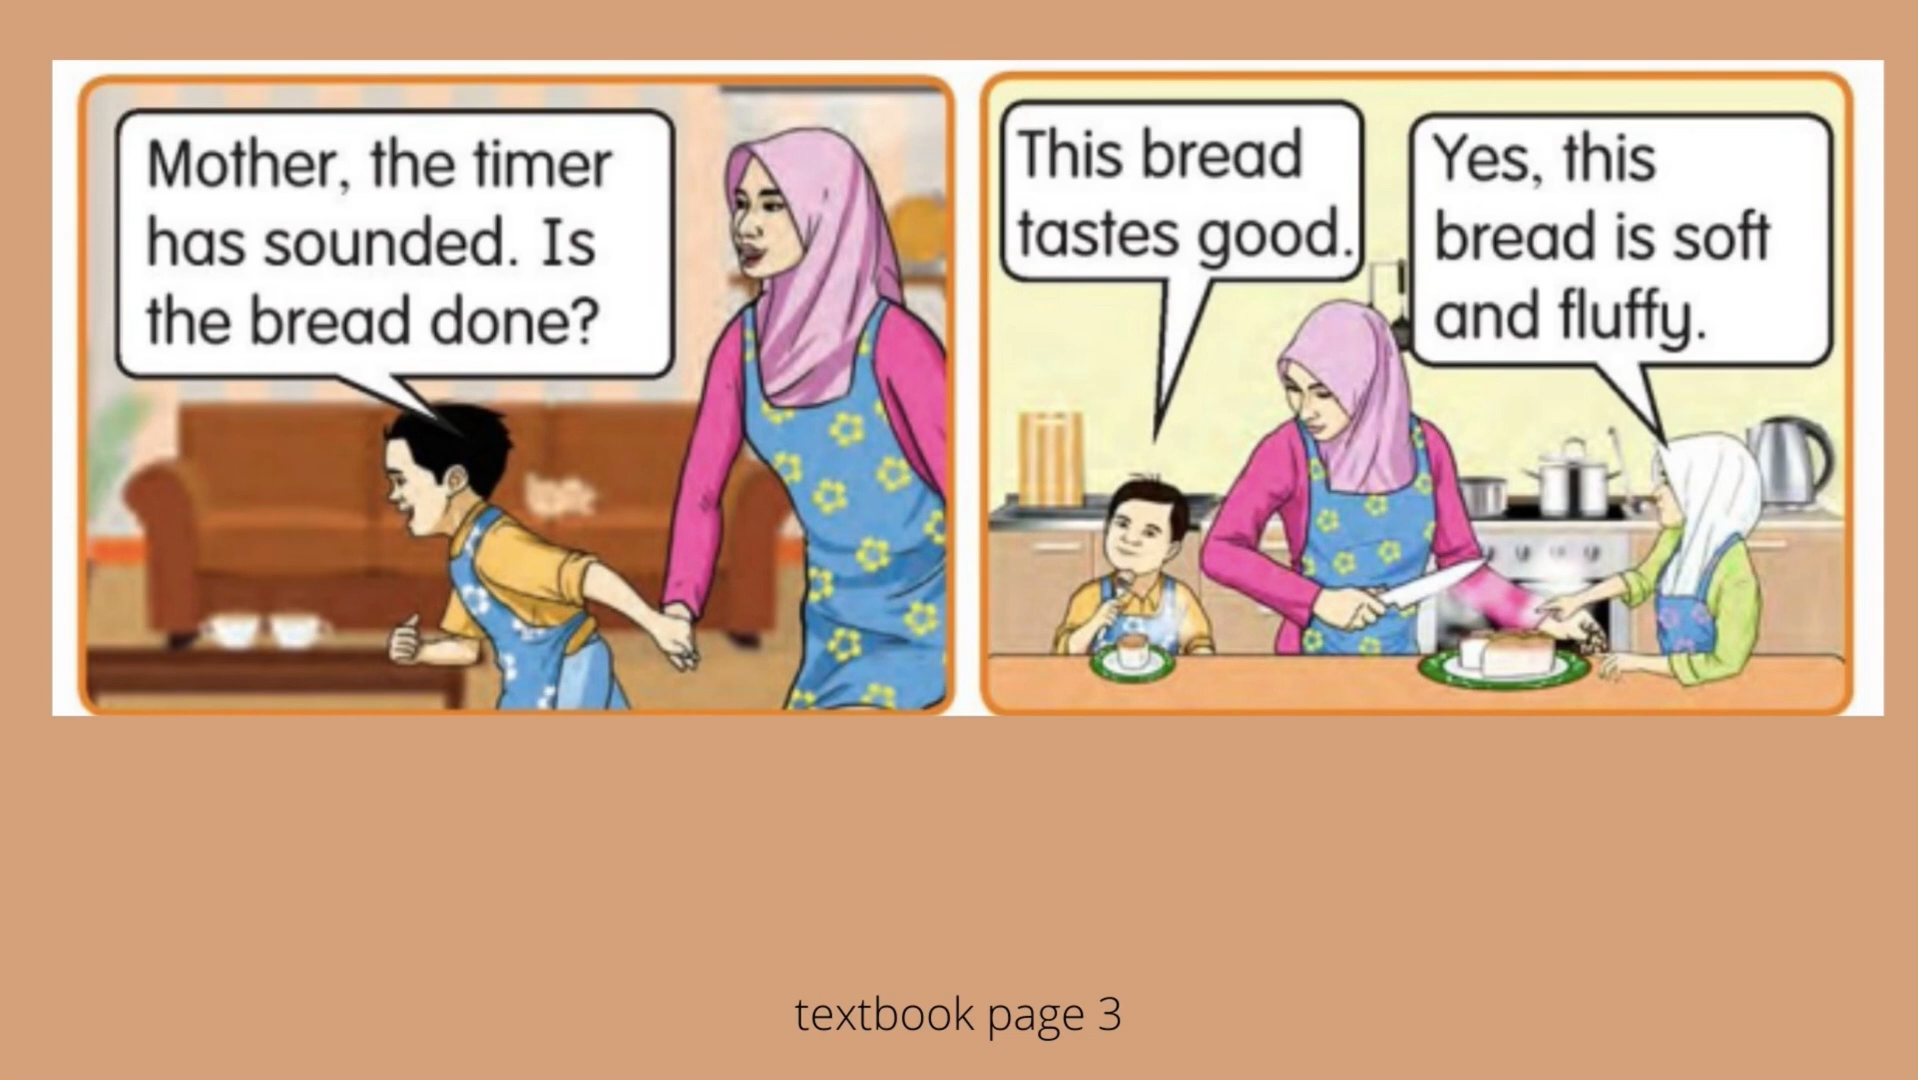 Mother, the timer
has sounded. Is
the bread done?
This bread
tastes good.
Yes, this
bread is soft
and fluffy.
textbook page 3